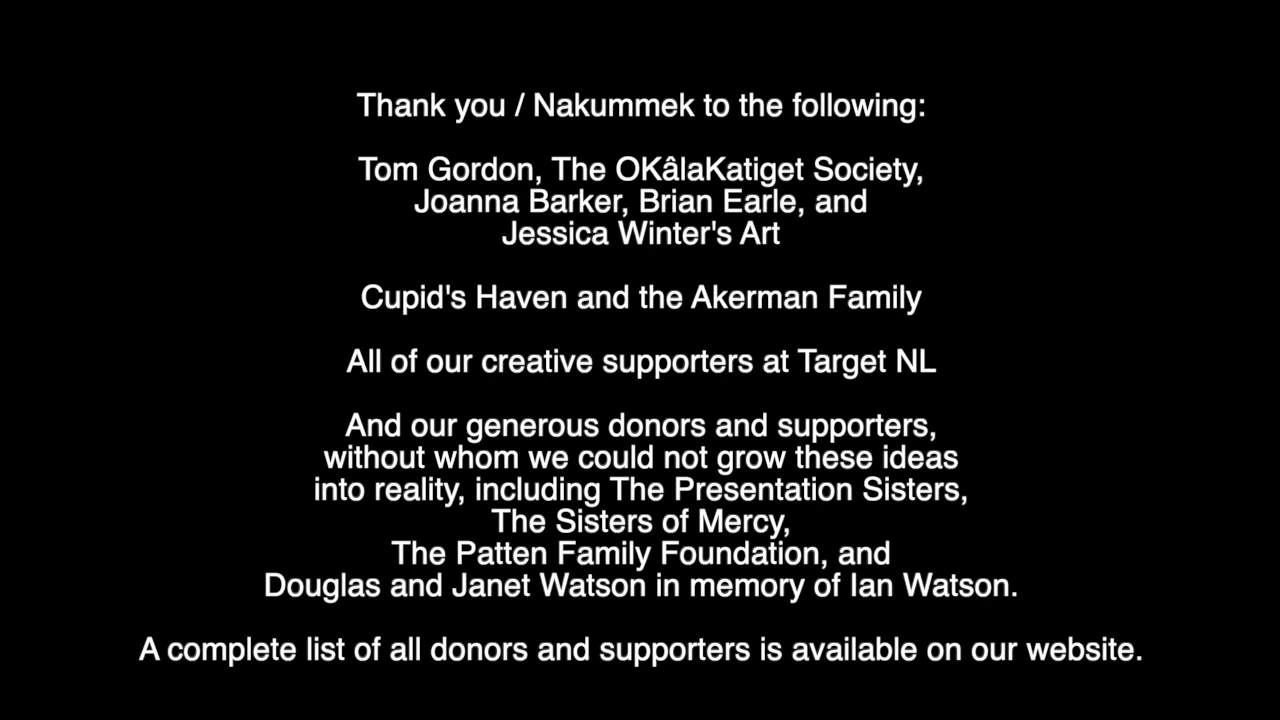 Thank you / Nakummek to the following:
Tom Gordon, The OKâlaKatiget Society,
Joanna Barker, Brian Earle, and
Jessica Winter's Art
Cupid's Haven and the Akerman Family
All of our creative supporters at Target NL
And our generous donors and supporters,
without whom we could not grow these ideas
into reality, including The Presentation Sisters,
The Sisters of Mercy,
The Patten Family Foundation, and
Douglas and Janet Watson in memory of Ian Watson.
A complete list of all donors and supporters is available on our website.